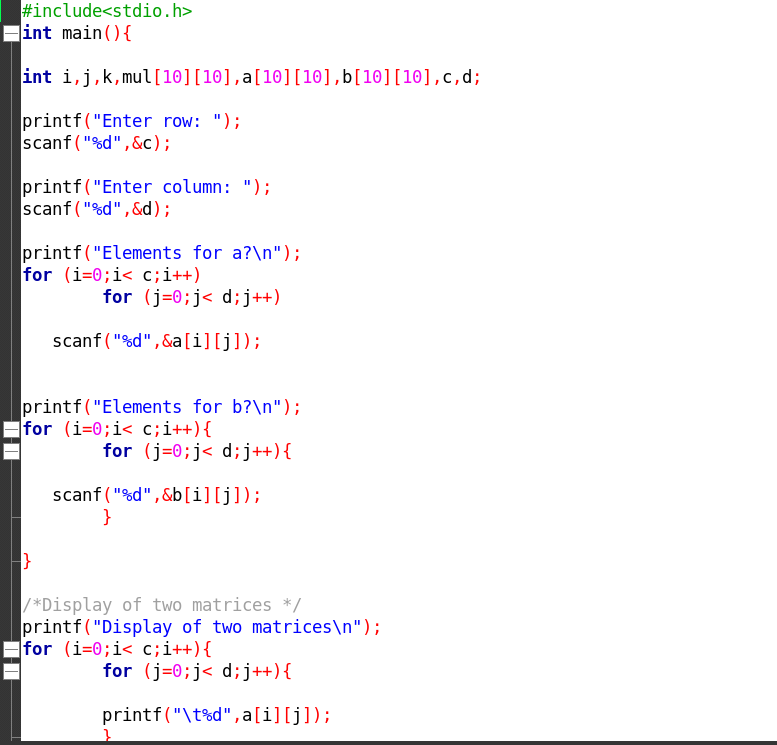 #include<stdio.h>
int main(){
int i,j,k,mul[10][10],a[10][10],b[10][10],c,d;
printf("Enter row: ");
scanf("%d",&c);
printf("Enter column: ");
scanf("%d",&d);
printf("Elements for a?\n");
for (i=0;i< c;i++)
for (j=0;j< d;j++)
scanf("%d",&a[i][j]);
printf("Elements for b?\n");
for (i=0;i< c;i++){
for (j=0;j< d;j++){
scanf("%d",&b[i][j]);
}
}
/*Display of two matrices */
printf("Display of two matrices\n");
for (i=0;i< c;i++){
for (j=0;j< d;j++){
printf("\t%d",a[i][j]);
}